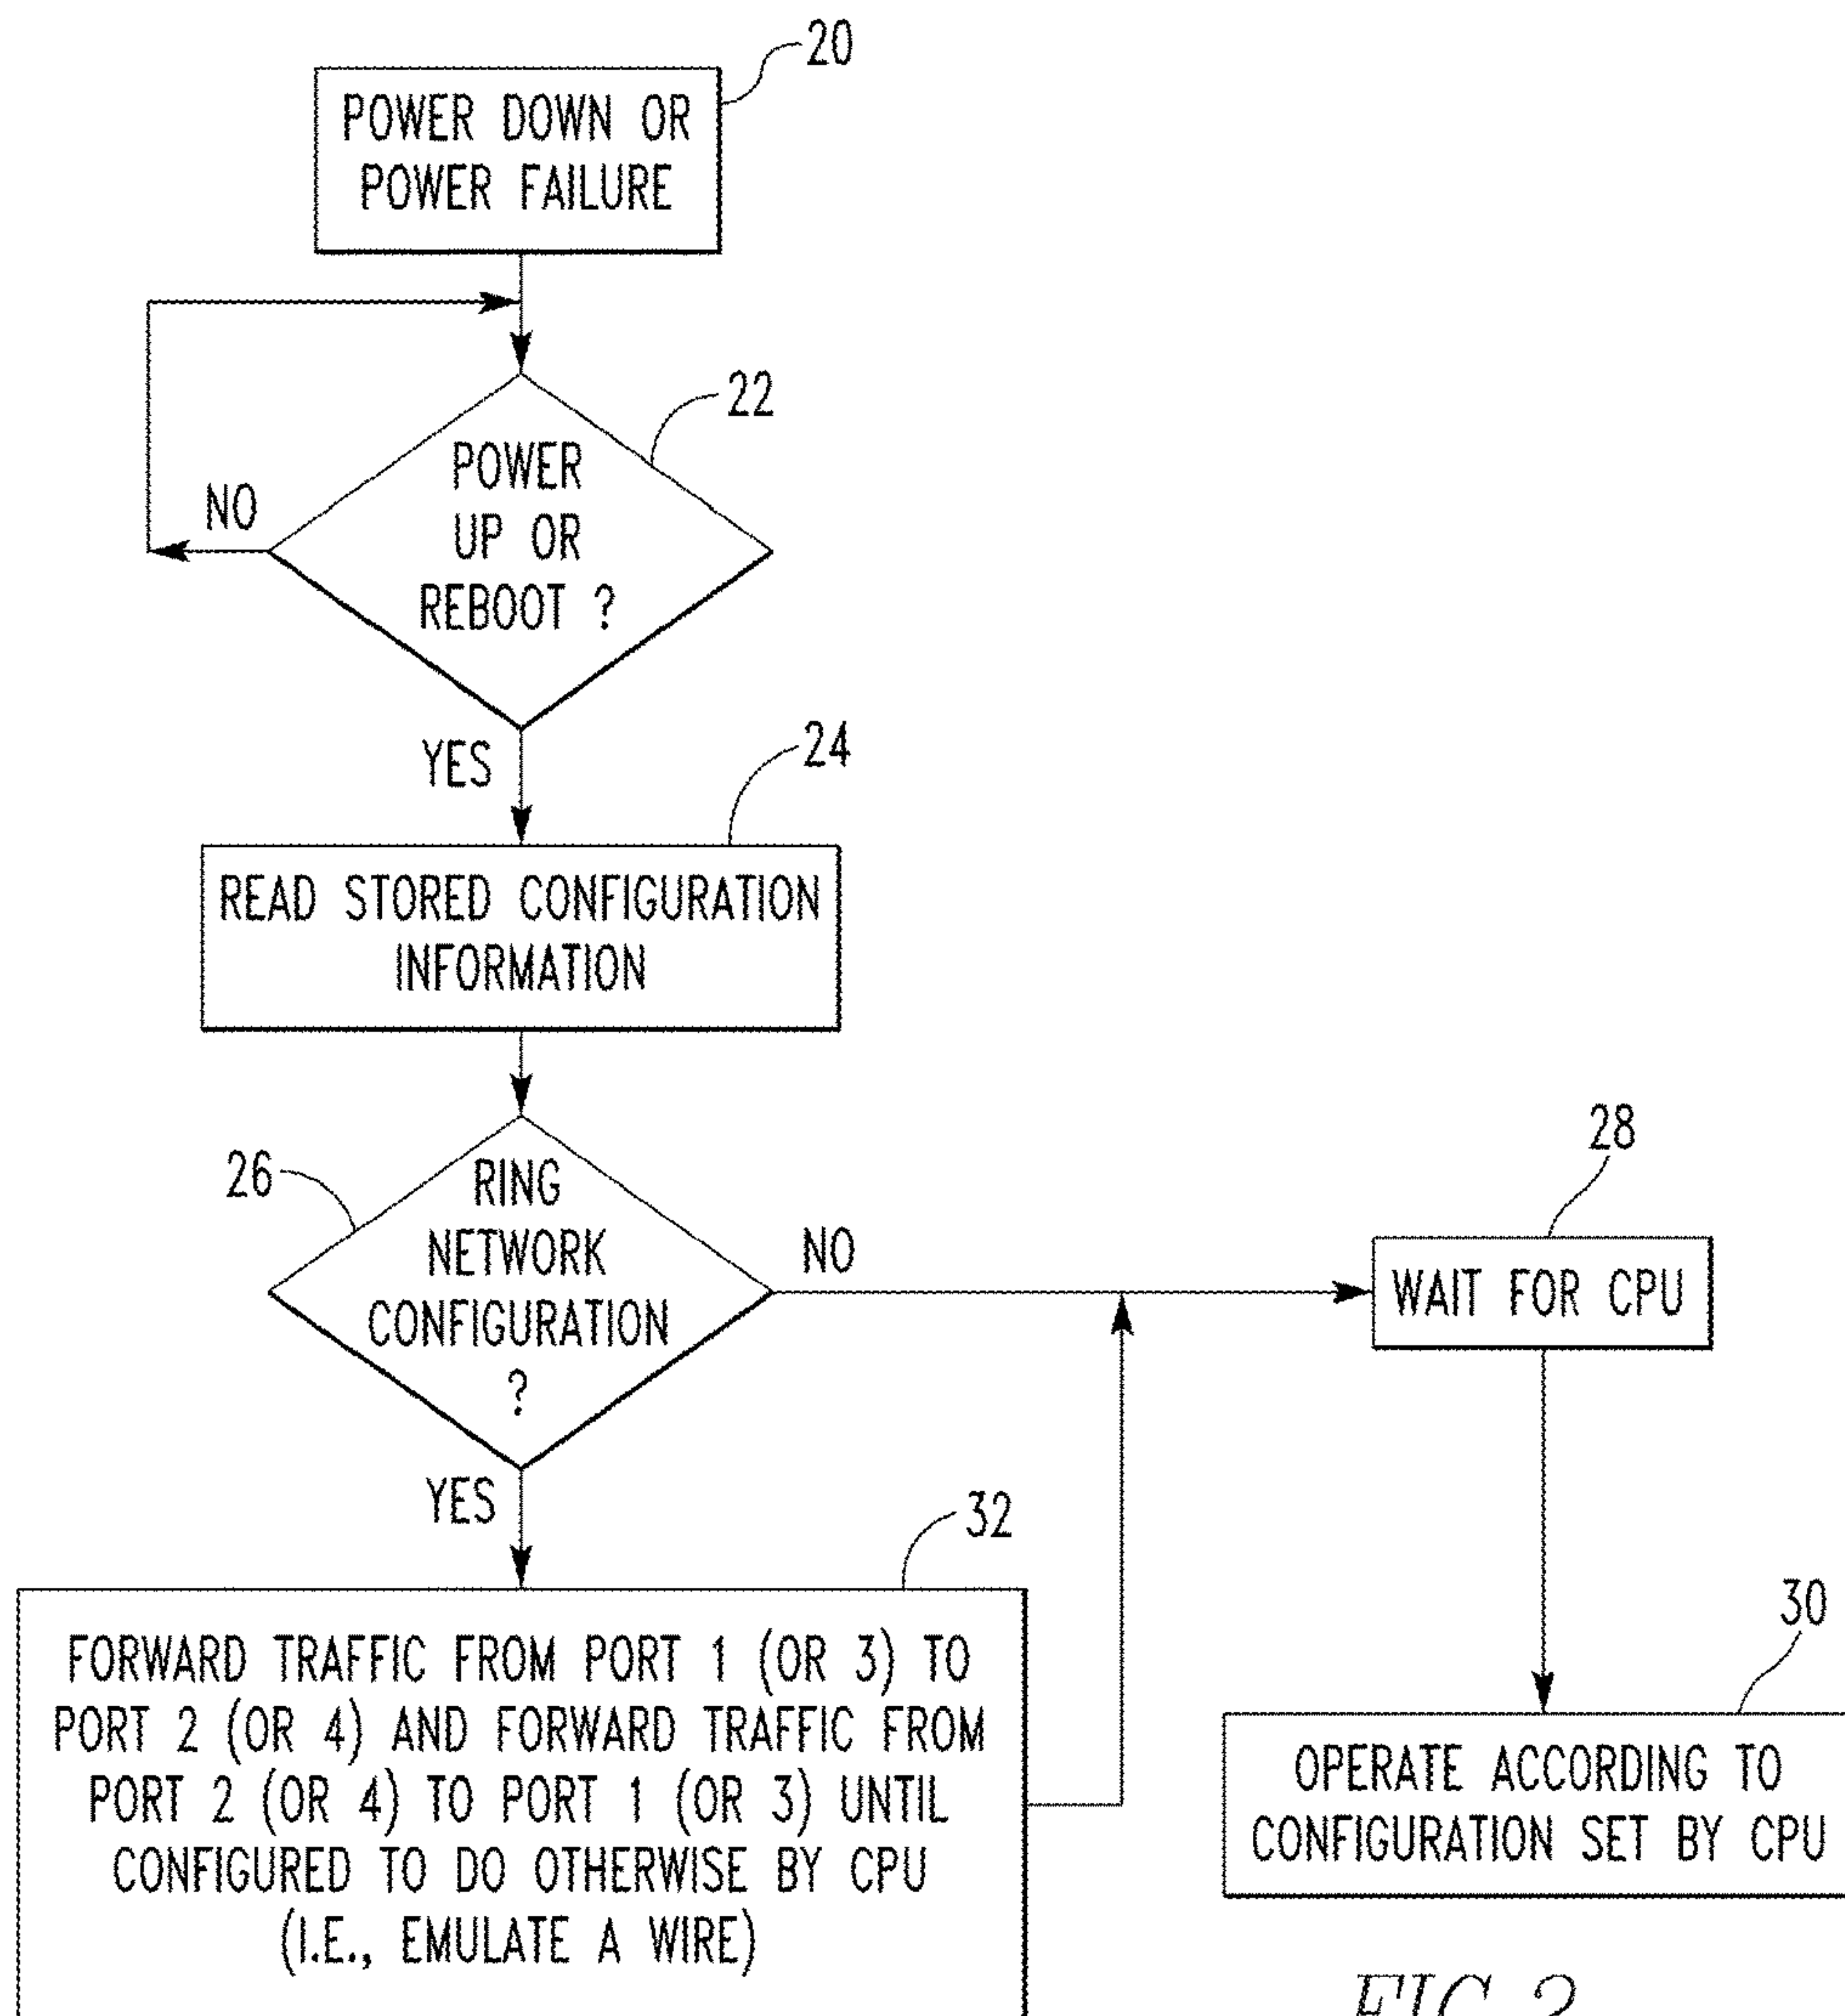 20
POWER DOWN OR
POWER FAILURE
22
POWER
UP OR
REBOOT ?
NO
YES
24
READ STORED CONFIGURATION
INFORMATION
26
RING
NETWORK
CONFIGURATION
?
NO
28
WAIT FOR CPU
YES
32
FORWARD TRAFFIC FROM PORT 1 (OR 3) TO
PORT 2 (OR 4) AND FORWARD TRAFFIC FROM
PORT 2 (OR 4) TO PORT 1 (OR 3) UNTIL
CONFIGURED TO DO OTHERWISE BY CPU
(I.E., EMULATE A WIRE)
30
OPERATE ACCORDING TO
CONFIGURATION SET BY CPU
FIG. 2